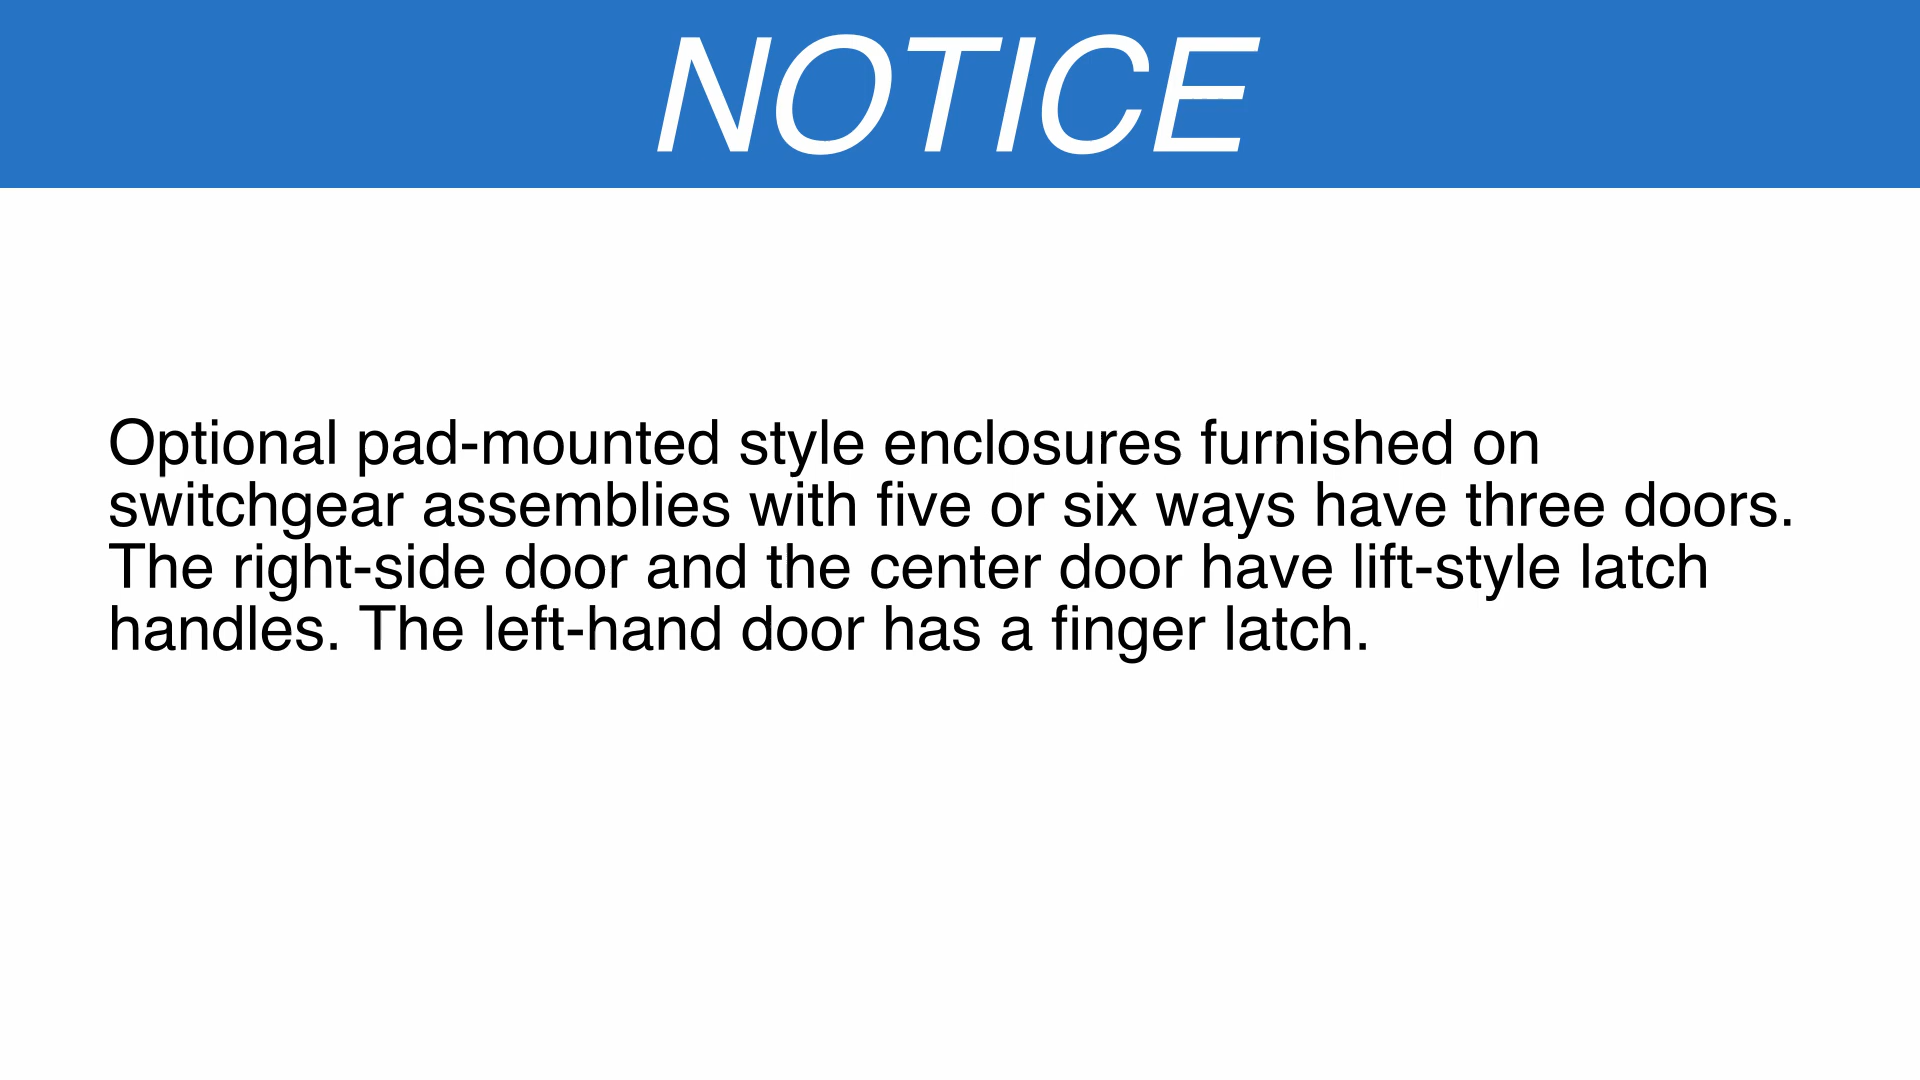 NOTICE
Optional pad-mounted style enclosures furnished on
switchgear assemblies with five or six ways have three doors.
The right-side door and the center door have lift-style latch
handles. The left-hand door has a finger latch.